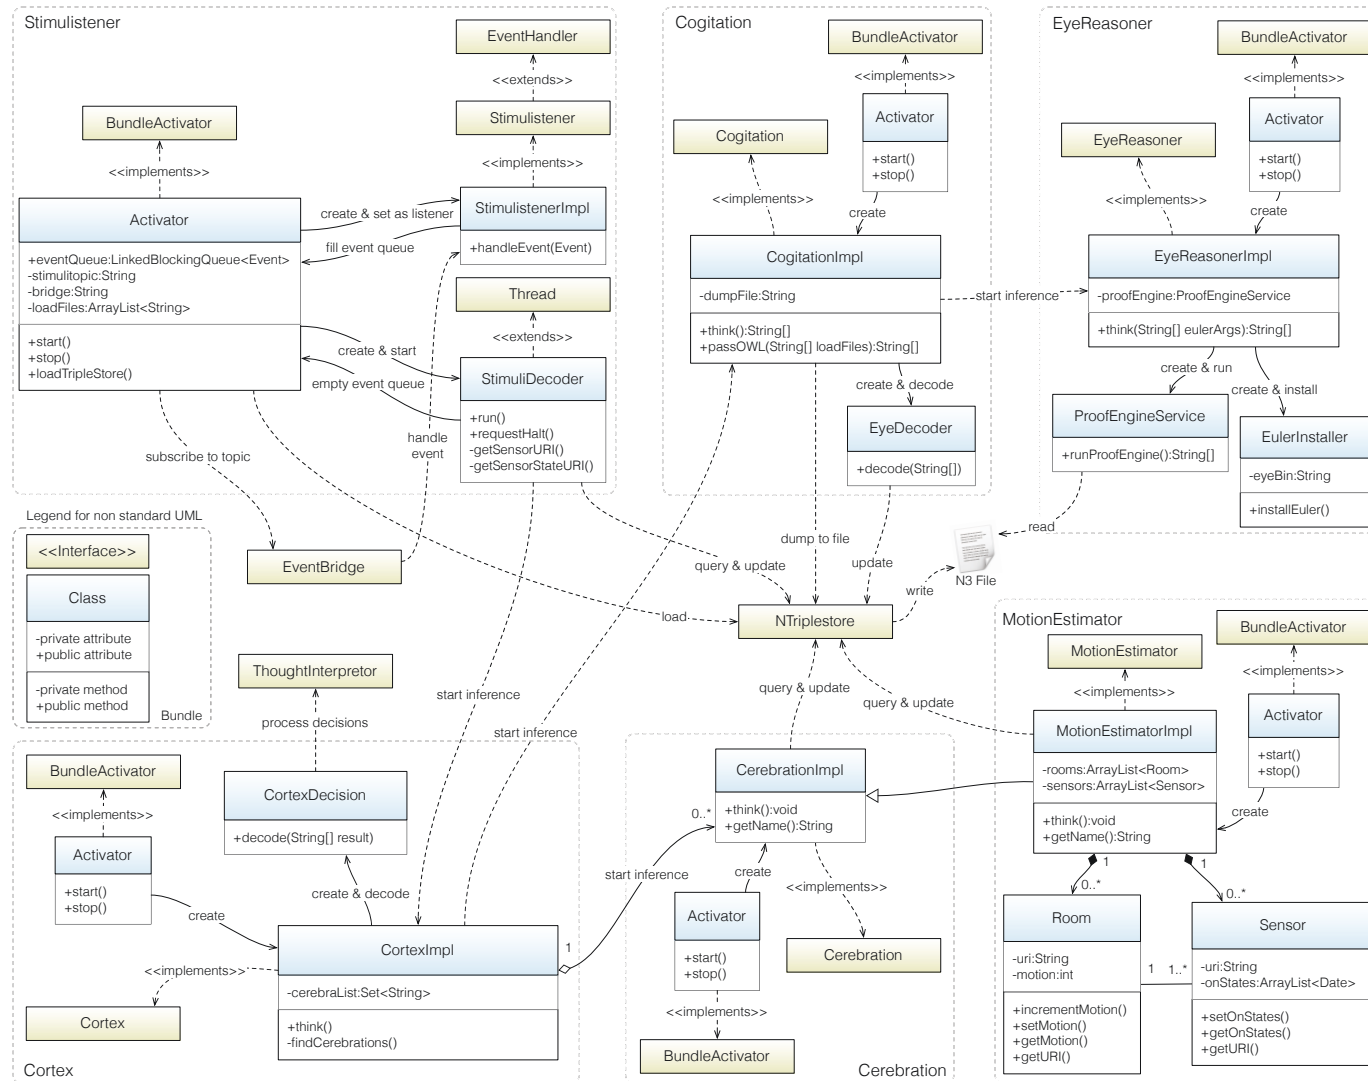 Stimulistener
EventHandler
<<extends>>
Stimulistener
BundleActivator
<<implements>>
<<implements>>
Activator
+eventQueue:LinkedBlockingQueue<Event>
-stimulitopic:String
-bridge:String
-loadFiles:ArrayList<String>
+start()
+stop()
+loadTripleStore()
create & set as listener
fill event queue
StimulistenerImpl
+handleEvent(Event)
Thread
<<extends>>
create & start
empty event queue
StimuliDecoder
+run()
+requestHalt()
-getSensorURI()
-getSensorStateURI()
handle
event
subscribe to topic
Cogitation
BundleActivator
<<implements>>
Activator
+start()
+stop()
Cogitation
<<implements>>
create
CogitationImpl
-dumpFile:String
+think():String[]
+passOWL(String[] loadFiles):String[]
start inference
create & decode
EyeDecoder
+decode(String[])
EyeReasoner
BundleActivator
<<implements>>
Activator
+start()
+stop()
EyeReasoner
<<implements>>
create
EyeReasonerImpl
-proofEngine:ProofEngineService
+think(String[] eulerArgs):String[]
create & run
create & install
ProofEngineService
+runProofEngine():String[]
EulerInstaller
-eyeBin:String
+installEuler()
Legend for non standard UML
<<Interface>>
Class
-private attribute
+public attribute
-private method
+public method
Bundle
EventBridge
query & update
dump to file
update
read
write
N3 File
load
NTriplestore
ThoughtInterpretor
process decisions
start inference
start inference
query & update
query & update
BundleActivator
<<implements>>
Activator
+start()
+stop()
create
CortexDecision
+decode(String[] result)
create & decode
CortexImpl
-cerebraList:Set<String>
+think()
-findCerebrations()
<<implements>>
Cortex
Cortex
1
0..*
start inference
CerebrationImpl
+think():void
+getName():String
create
<<implements>>
Activator
+start()
+stop()
<<implements>>
BundleActivator
Cerebration
Cerebration
MotionEstimator
BundleActivator
MotionEstimator
<<implements>>
<<implements>>
MotionEstimatorImpl
-rooms:ArrayList<Room>
-sensors:ArrayList<Sensor>
+think():void
+getName():String
Activator
+start()
+stop()
create
1
1
0..*
0..*
Room
-uri:String
-motion:int
+incrementMotion()
+setMotion()
+getMotion()
+getURI()
1
1..*
Sensor
-uri:String
-onStates:ArrayList<Date>
+setOnStates()
+getOnStates()
+getURI()